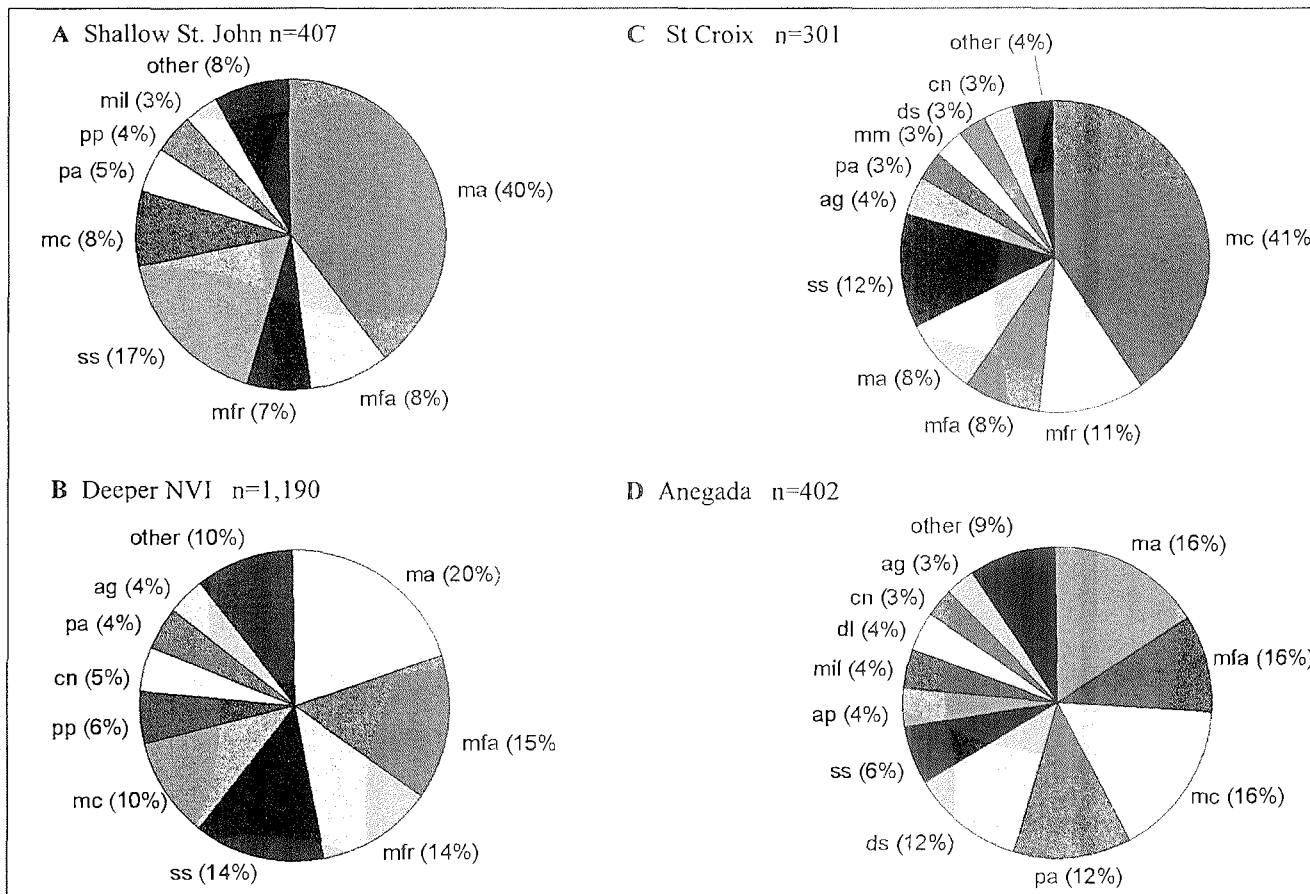 A Shallow St. John n=407
other (8%)
mil (3%)
pp (4%)
pa (5%)
mc (8%)
ss (17%)
mfr (7%)
mfa (8%)
ma (40%)
C St Croix n=301
other (4%)
cn (3%)
ds (3%)
mm (3%)
pa (3%)
ag (4%)
ss (12%)
ma (8%)
mfa (8%)
mfr (11%)
mc (41%
B Deeper NVI n=1,190
other (10%)
ag (4%)
pa (4%)
cn (5%)
pp (6%)
mc (10%)
ss (14%)
mfr (14%)
mfa (15%
ma (20%)
D Anegada n=402
other (9%)
ag (3%)
cn (3%)
dl (4%)
mil (4%)
ap (4%)
ss (6%)
ds (12%)
pa (12%)
mc (16%)
mfa (16%)
ma (16%)